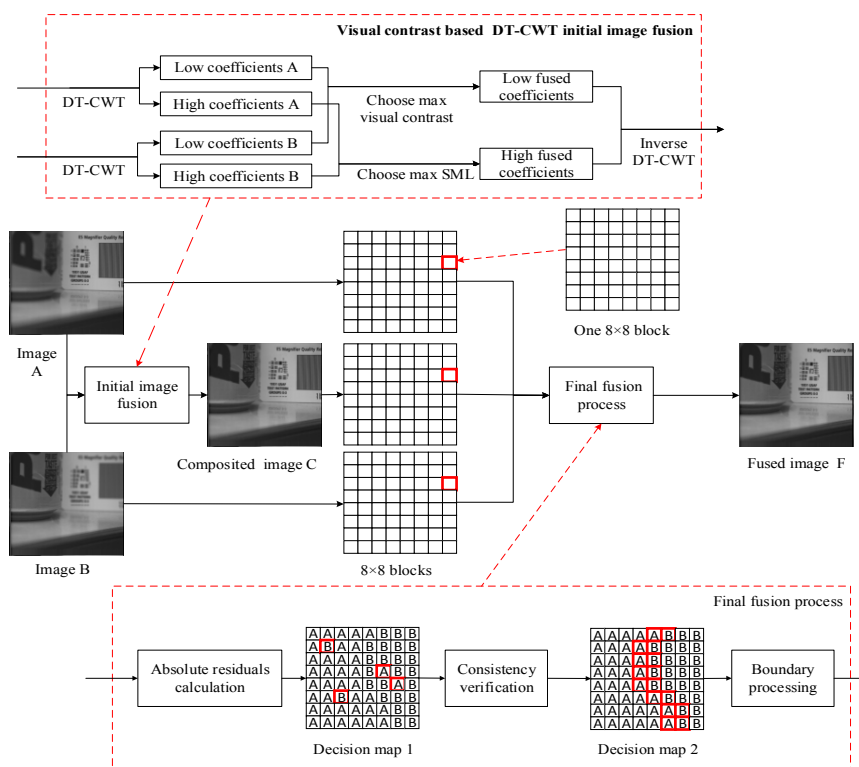 Visual contrast based DT-CWT initial image fusion
Low coefficients A
DT-CWT
High coefficients A
Choose max
visual contrast
Low fused
coefficients
Low coefficients B
DT-CWT
High coefficients B
Choose max SML
High fused
coefficients
Inverse
DT-CWT
One 8×8 block
Image
A
Initial image
fusion
Composited image C
Final fusion
process
Fused image F
Image B
8×8 blocks
Final fusion process
Absolute residuals
calculation
A A A A A B B B
Decision map 1
Consistency
verification
A A A A A B B B
A A A A B B B B
A A A A B B B B
A A A A B B B B
A A A A B B B B
A A A A A B B B
A A A A A A B B
A A A A A A B B
Decision map 2
Boundary
processing